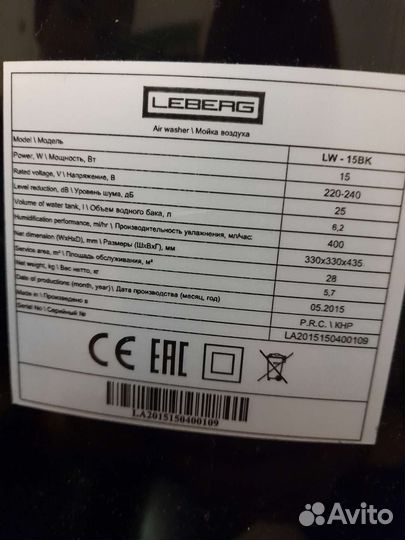 LEBERG
Air washer \ Мойка воздуха
Model \ Модель LW - 15BK
Power, W \ Мощность, Вт 15
Rated voltage, V \ Напряжение, В 220-240
Level reduction, dB \ Уровень шума, дБ 25
Volume of water tank, l \ Объем водного бака, л 6,2
Humidification performance, ml/hr \ Производительность увлажнения, мл/час: 400
Net dimension (WxHxD), mm \ Размеры (ШxВxГ), мм 330x330x435
Service area, m² \ Площадь обслуживания, м² 28
Net weight, kg \ Вес нетто, кг 5,7
Date of productions (month, year) \ Дата производства (месяц, год) 05.2015
Made in \ Произведено в P.R.C. \ КНР
Serial No \ Серийный № LA2015150400109
CE EAC
LA2015150400109
Avito